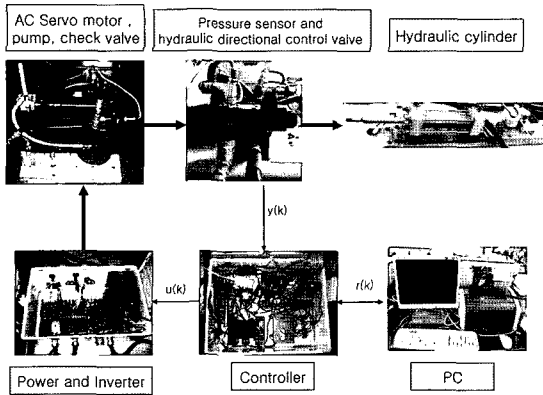 AC Servo motor ,
pump, check valve
Pressure sensor and
hydraulic directional control valve
Hydraulic cylinder
y(k)
u(k)
r(k)
Power and Inverter
Controller
PC